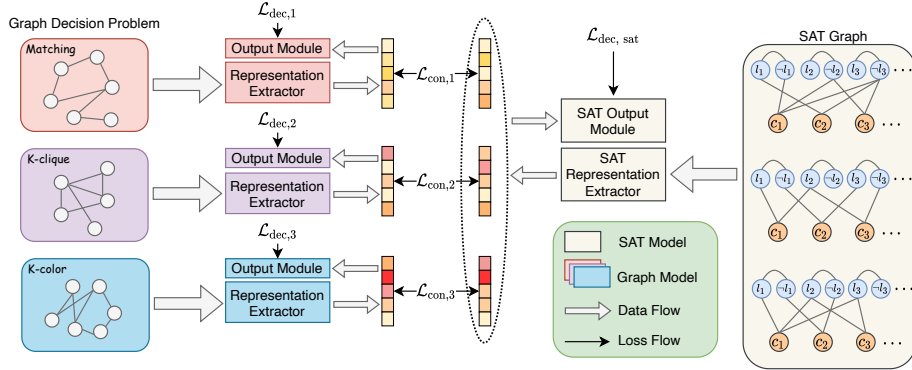 Graph Decision Problem
Matching
K-clique
K-color
𝓛dec,1
Output Module
Representation
Extractor
𝓛con,1
𝓛dec,2
Output Module
Representation
Extractor
𝓛con,2
𝓛dec,3
Output Module
Representation
Extractor
𝓛con,3
𝓛dec, sat
SAT Output
Module
SAT
Representation
Extractor
SAT Model
Graph Model
Data Flow
Loss Flow
SAT Graph
l1 ¬l1 l2 ¬l2 l3 ¬l3 ...
c1 c2 c3 ...
l1 ¬l1 l2 ¬l2 l3 ¬l3 ...
c1 c2 c3 ...
l1 ¬l1 l2 ¬l2 l3 ¬l3 ...
c1 c2 c3 ...